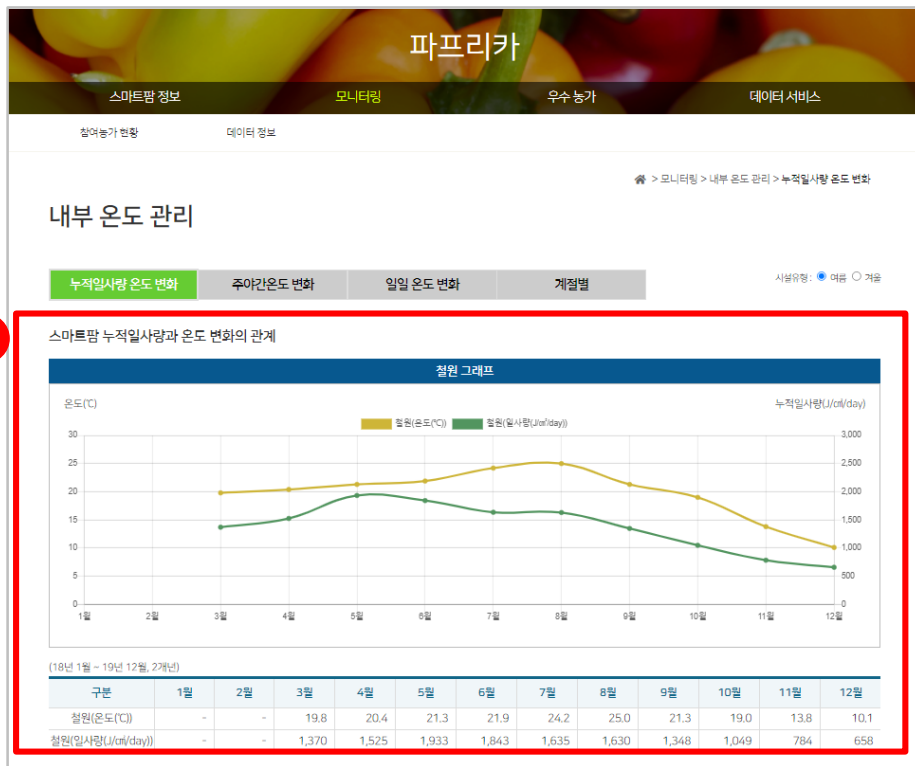 파프리카
스마트팜 정보 모니터링 우수 농가 데이터 서비스
참여농가 현황 데이터 정보
> 모니터링 > 내부 온도 관리 > 누적일사량 온도 변화
내부 온도 관리
누적일사량 온도 변화 주야간온도 변화 일일 온도 변화 계절별 시설유형: 여름 겨울
스마트팜 누적일사량과 온도 변화의 관계
철원 그래프
온도(℃) 누적일사량(J/㎠/day)
철원(온도(℃)) 철원(일사량(J/㎠/day))
30 3,000
25 2,500
20 2,000
15 1,500
10 1,000
5 500
0 0
1월 2월 3월 4월 5월 6월 7월 8월 9월 10월 11월 12월
(18년 1월 ~ 19년 12월, 2개년)
구분 1월 2월 3월 4월 5월 6월 7월 8월 9월 10월 11월 12월
철원(온도(℃)) - - 19.8 20.4 21.3 21.9 24.2 25.0 21.3 19.0 13.8 10.1
철원(일사량(J/㎠/day)) - - 1,370 1,525 1,933 1,843 1,635 1,630 1,348 1,049 784 658